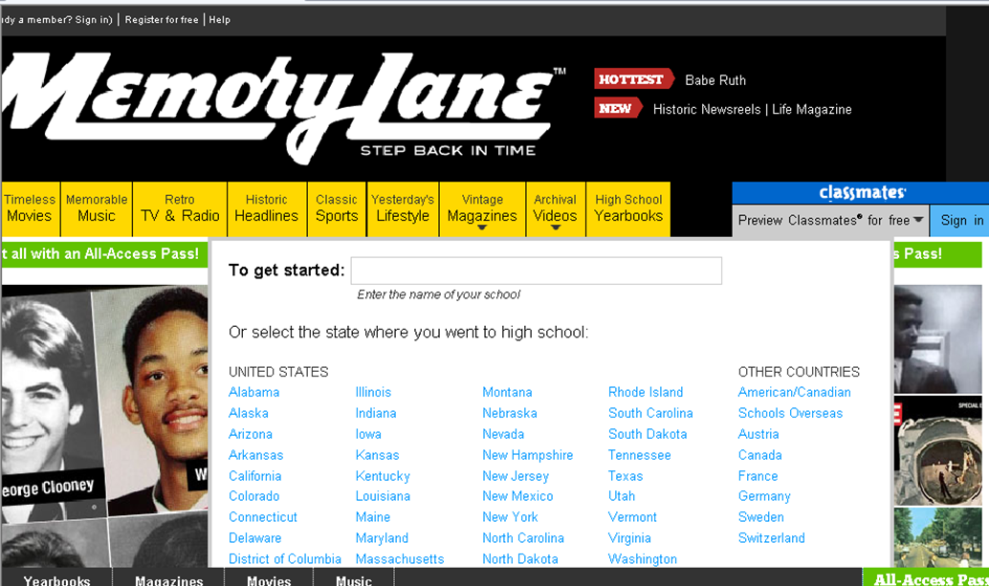 dy a member? Sign in) | Register for free | Help
Memory Lane™
STEP BACK IN TIME
HOTTEST Babe Ruth
NEW Historic Newsreels | Life Magazine
Timeless Movies
Memorable Music
Retro TV & Radio
Historic Headlines
Classic Sports
Yesterday's Lifestyle
Vintage Magazines
Archival Videos
High School Yearbooks
classmates
Preview Classmates® for free
Sign in
t all with an All-Access Pass!
s Pass!
To get started:
Enter the name of your school
Or select the state where you went to high school:
UNITED STATES
Alabama
Alaska
Arizona
Arkansas
California
Colorado
Connecticut
Delaware
District of Columbia
Illinois
Indiana
Iowa
Kansas
Kentucky
Louisiana
Maine
Maryland
Massachusetts
Montana
Nebraska
Nevada
New Hampshire
New Jersey
New Mexico
New York
North Carolina
North Dakota
Rhode Island
South Carolina
South Dakota
Tennessee
Texas
Utah
Vermont
Virginia
Washington
OTHER COUNTRIES
American/Canadian
Schools Overseas
Austria
Canada
France
Germany
Sweden
Switzerland
eorge Clooney
W
SPECIAL
E
Yearbooks
Magazines
Movies
Music
All-Access Pass